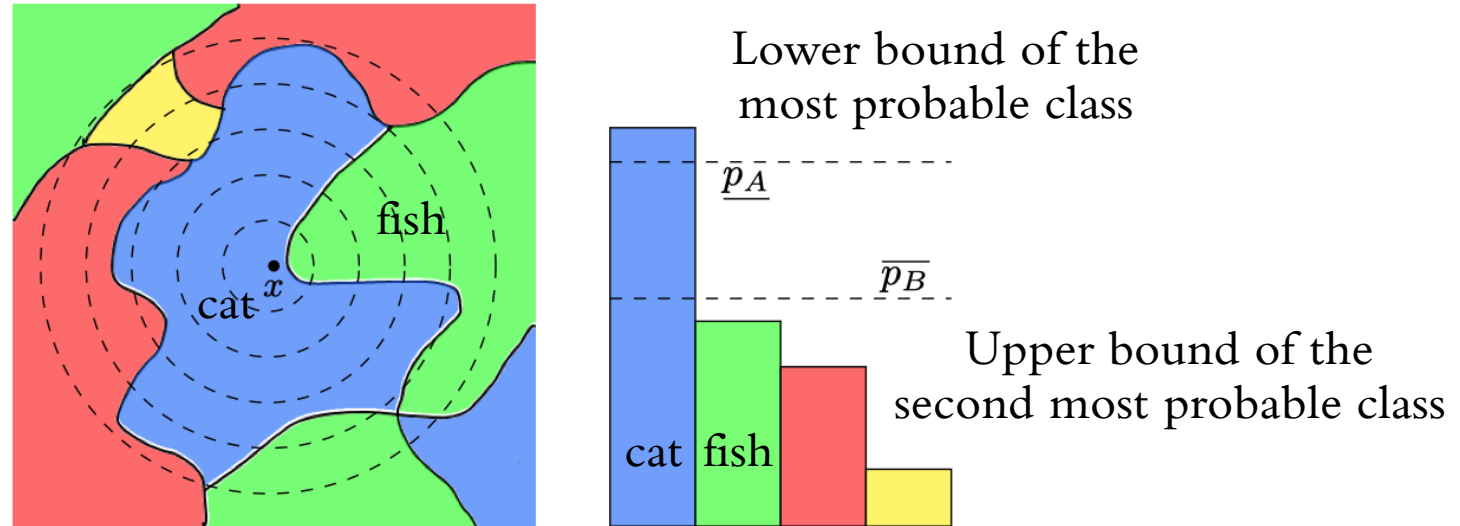 fish
cat
x
Lower bound of the
most probable class
p_A
p_B
Upper bound of the
second most probable class
cat
fish